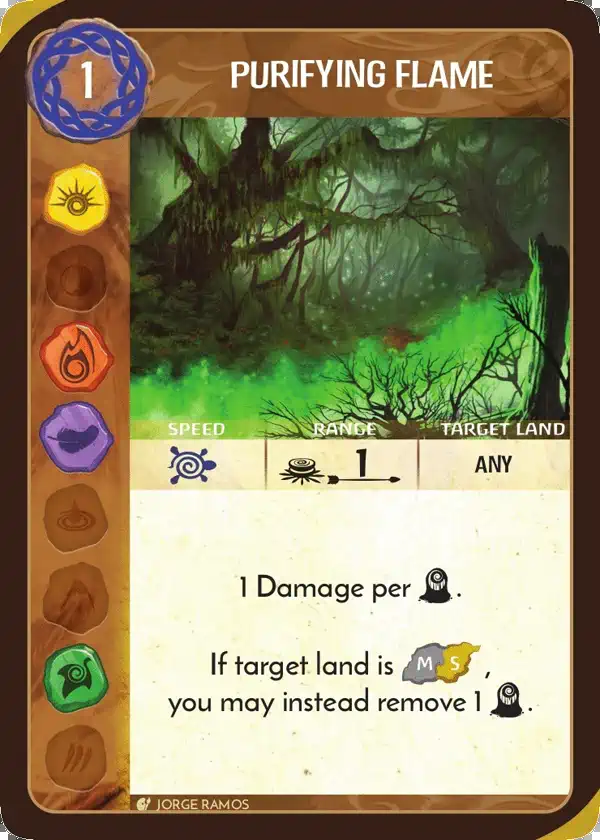 1
PURIFYING FLAME
SPEED RANGE TARGET LAND
1 ANY
1 Damage per .
If target land is M S ,
you may instead remove 1 .
JORGE RAMOS